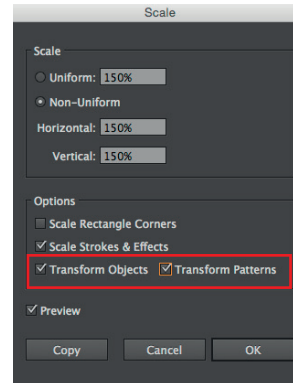 Scale
Scale
Uniform: 150%
Non-Uniform
Horizontal: 150%
Vertical: 150%
Options
Scale Rectangle Corners
Scale Strokes & Effects
Transform Objects Transform Patterns
Preview
Copy Cancel OK